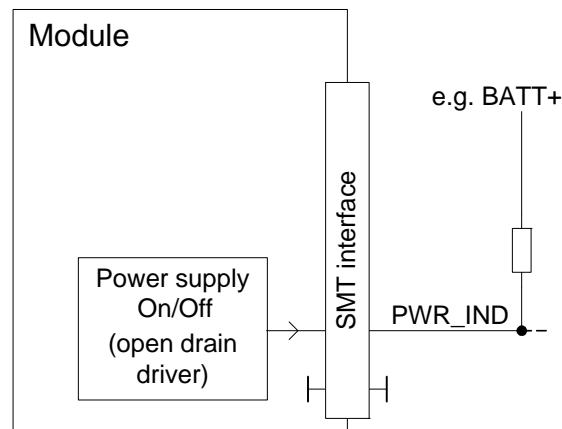 Module
e.g. BATT+
SMT interface
Power supply
On/Off
(open drain
driver)
PWR_IND